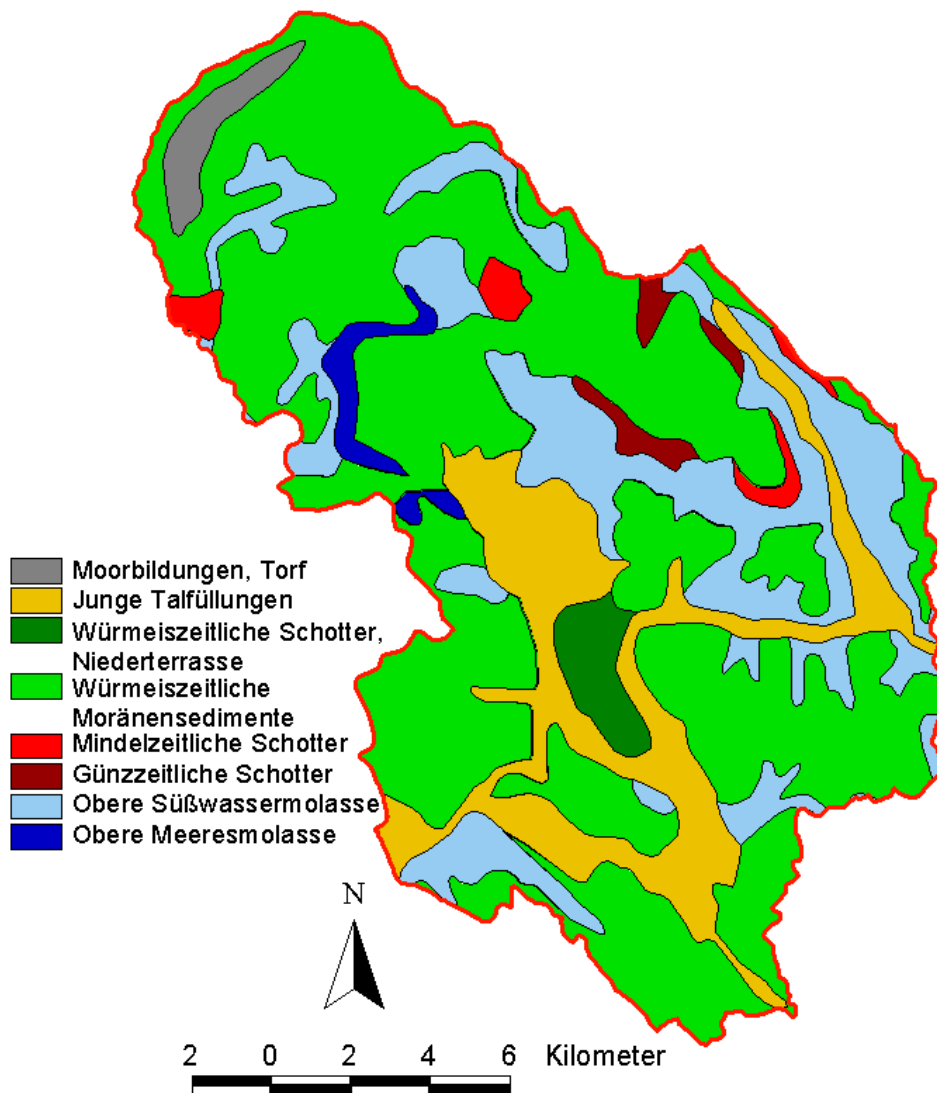 Moorbildungen, Torf
Junge Talfüllungen
Würmeiszeitliche Schotter,
Niederterrasse
Würmeiszeitliche
Moränensedimente
Mindelzeitliche Schotter
Günzzeitliche Schotter
Obere Süßwassermolasse
Obere Meeresmolasse
N
2 0 2 4 6 Kilometer